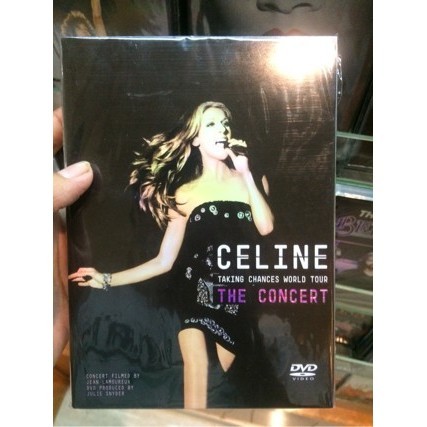 CELINE
TAKING CHANCES WORLD TOUR
THE CONCERT
CONCERT FILMED BY
JEAN LAMOUREUX
DVD PRODUCED BY
JULIE SNYDER
DVD
VIDEO